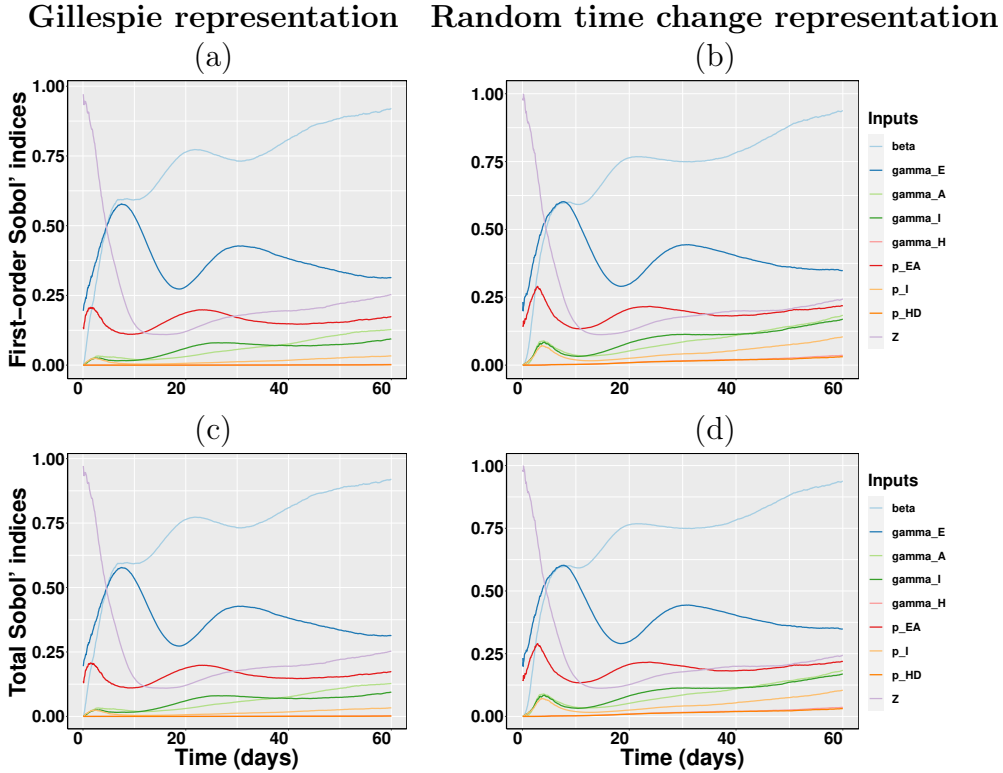 Gillespie representation
Random time change representation
(a)
(b)
First−order Sobol' indices
1.00
0.75
0.50
0.25
0.00
0
20
40
60
1.00
0.75
0.50
0.25
0.00
0
20
40
60
Inputs
beta
gamma_E
gamma_A
gamma_I
gamma_H
p_EA
p_I
p_HD
Z
(c)
(d)
Total Sobol' indices
1.00
0.75
0.50
0.25
0.00
0
20
40
60
Time (days)
1.00
0.75
0.50
0.25
0.00
0
20
40
60
Time (days)
Inputs
beta
gamma_E
gamma_A
gamma_I
gamma_H
p_EA
p_I
p_HD
Z